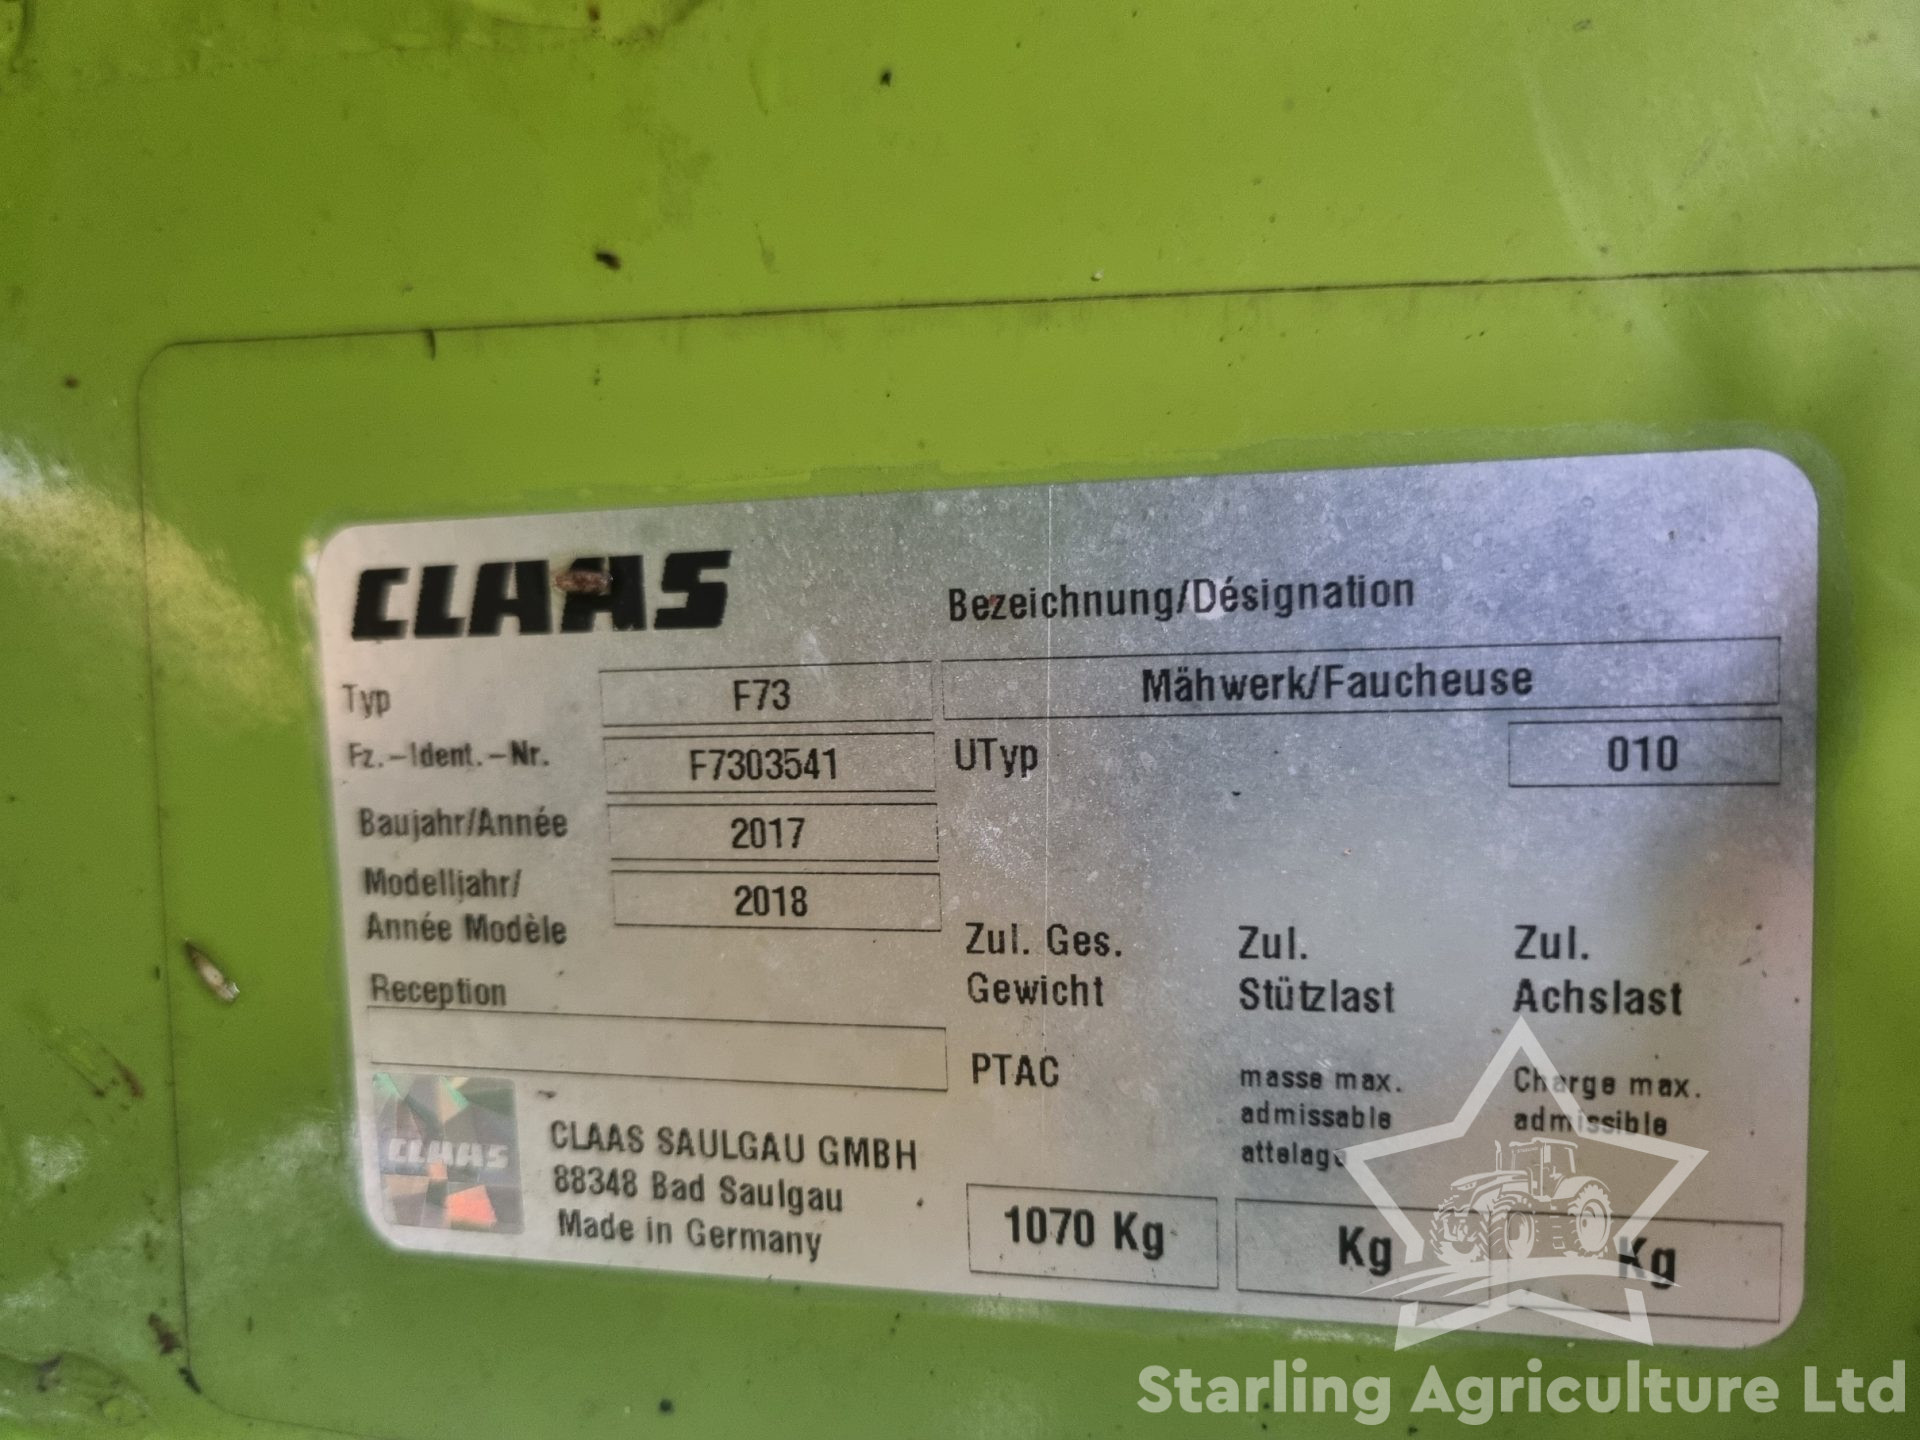 CLAAS
Bezeichnung/Désignation
Typ F73 Mähwerk/Faucheuse
Fz.-Ident.-Nr. F7303541 UTyp 010
Baujahr/Année 2017
Modelljahr/
Année Modèle 2018
Reception
Zul. Ges.
Gewicht
PTAC
1070 Kg
Zul.
Stützlast
masse max.
admissable
attelage
Kg
Zul.
Achslast
Charge max.
admissible
Kg
CLAAS
CLAAS SAULGAU GMBH
88348 Bad Saulgau
Made in Germany
Starling Agriculture Ltd